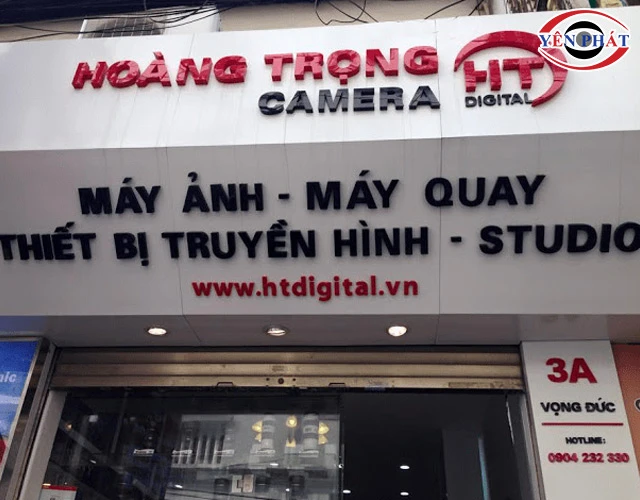 YÊN PHÁT
HOÀNG TRỌNG
CAMERA
HT
DIGITAL
MÁY ẢNH - MÁY QUAY
THIẾT BỊ TRUYỀN HÌNH - STUDIO
www.htdigital.vn
3A
VỌNG ĐỨC
HOTLINE:
0904 232 330